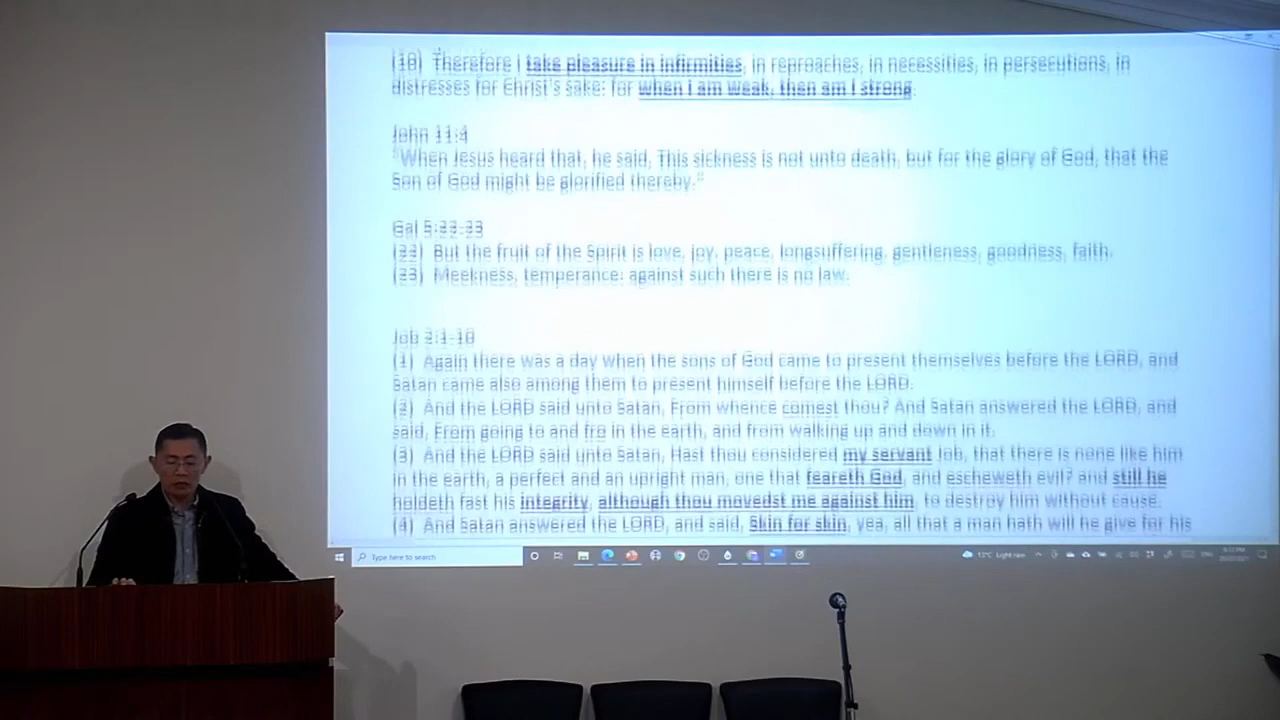 (10) Therefore I take pleasure in infirmities, in reproaches, in necessities, in persecutions, in
distresses for Christ's sake: for when I am weak, then am I strong.
John 11:4
"When Jesus heard that, he said, This sickness is not unto death, but for the glory of God, that the
Son of God might be glorified thereby."
Gal 5:22-23
(22) But the fruit of the Spirit is love, joy, peace, longsuffering, gentleness, goodness, faith,
(23) Meekness, temperance: against such there is no law.
Job 2:1-10
(1) Again there was a day when the sons of God came to present themselves before the LORD, and
Satan came also among them to present himself before the LORD.
(2) And the LORD said unto Satan, From whence comest thou? And Satan answered the LORD, and
said, From going to and fro in the earth, and from walking up and down in it.
(3) And the LORD said unto Satan, Hast thou considered my servant Job, that there is none like him
in the earth, a perfect and an upright man, one that feareth God, and escheweth evil? and still he
holdeth fast his integrity, although thou movedst me against him, to destroy him without cause.
(4) And Satan answered the LORD, and said, Skin for skin, yea, all that a man hath will he give for his
Type here to search
Light rain